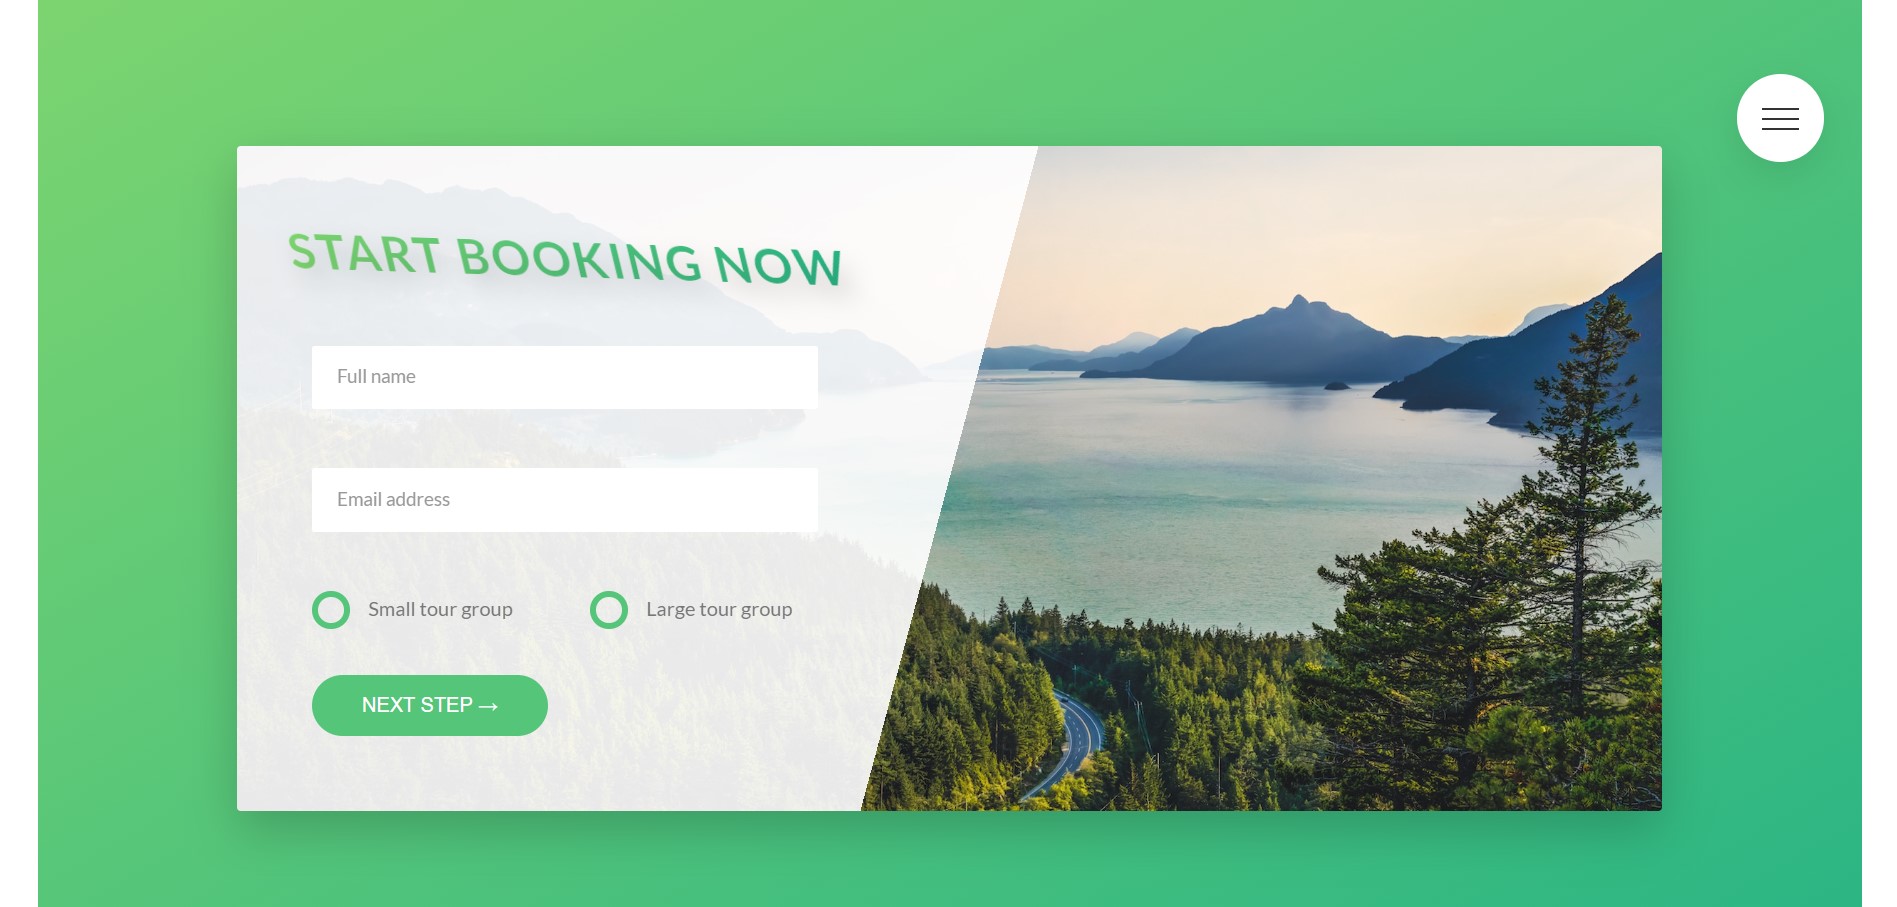 START BOOKING NOW
Full name
Email address
Small tour group
Large tour group
NEXT STEP →